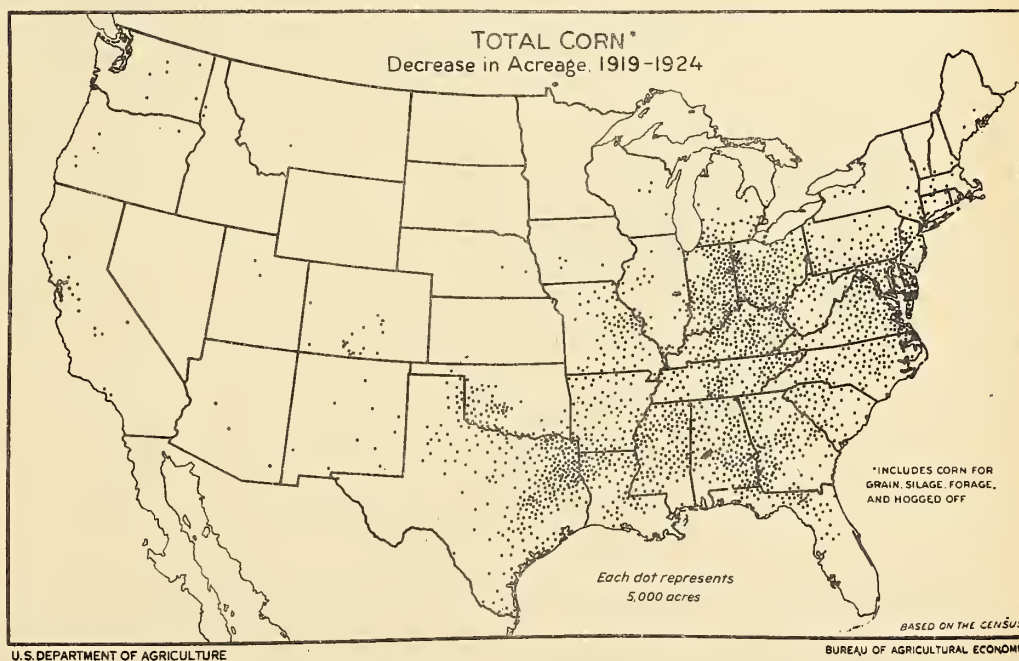 TOTAL CORN*
Decrease in Acreage, 1919-1924
*INCLUDES CORN FOR
GRAIN, SILAGE, FORAGE,
AND HOGGED OFF
Each dot represents
5,000 acres
BASED ON THE CENSUS
U.S. DEPARTMENT OF AGRICULTURE
BUREAU OF AGRICULTURAL ECONOMI